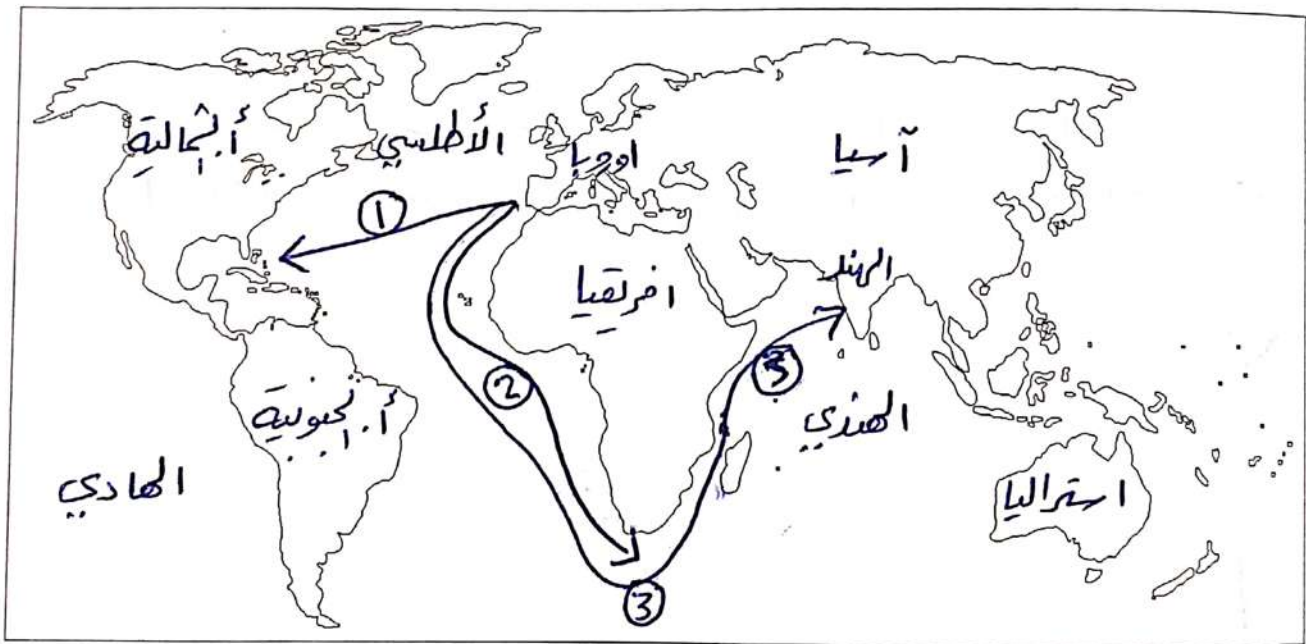 أ. الشمالية
الأطلسي
اوروبا
آسيا
1
الهند
افريقيا
2
3
أ. الجنوبية
الهندي
الهادي
استراليا
3